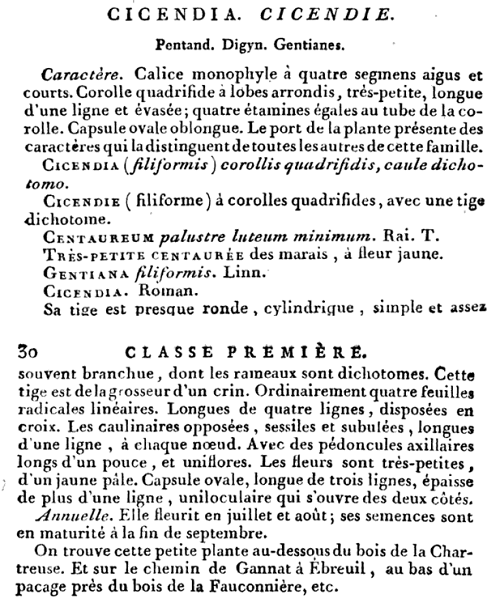 CICENDIA. CICENDIE.
Pentand. Digyn. Gentianes.
Caractère. Calice monophyle à quatre segmens aigus et
courts. Corolle quadrifide à lobes arrondis, très-petite, longue
d'une ligne et évasée; quatre étamines égales au tube de la co-
rolle. Capsule ovale oblongue. Le port de la plante présente des
caractères qui la distinguent de toutes les autres de cette famille.
CICENDIA (filiformis) corollis quadrifidis, caule dicho-
tomo.
CICENDIE ( filiforme ) à corolles quadrifides, avec une tige
dichotome.
CENTAUREUM palustre luteum minimum. Rai. T.
TRÈS-PETITE CENTAURÉE des marais, à fleur jaune.
GENTIANA filiformis. Linn.
CICENDIA. Roman.
Sa tige est presque ronde, cylindrique, simple et assez
30 CLASSE PREMIÈRE.
souvent branchue, dont les rameaux sont dichotomes. Cette
tige est de la grosseur d'un crin. Ordinairement quatre feuilles
radicales linéaires. Longues de quatre lignes, disposées en
croix. Les caulinaires opposées, sessiles et subulées, longues
d'une ligne, à chaque nœud. Avec des pédoncules axillaires
longs d'un pouce, et uniflores. Les fleurs sont très-petites,
d'un jaune pâle. Capsule ovale, longue de trois lignes, épaisse
de plus d'une ligne, uniloculaire qui s'ouvre des deux côtés.
Annuelle. Elle fleurit en juillet et août; ses semences sont
en maturité à la fin de septembre.
On trouve cette petite plante au-dessous du bois de la Char-
treuse. Et sur le chemin de Gannat à Ébreuil, au bas d'un
pacage près du bois de la Fauconnière, etc.